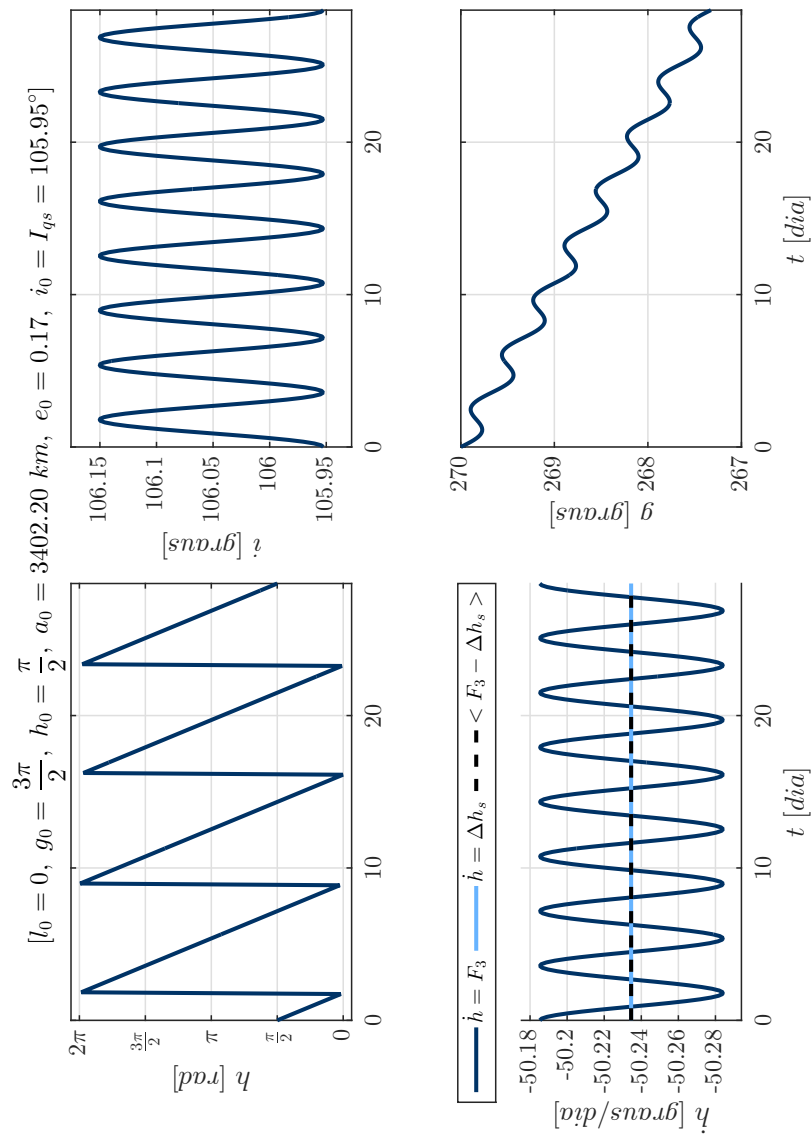 [l₀ = 0, g₀ = 3π/2, h₀ = π/2, a₀ = 3402.20 km, e₀ = 0.17, i₀ = I_qs = 105.95°]
h [rad]
2π
3π/2
π
π/2
0
0 10 20
i [graus]
106.15
106.1
106.05
106
105.95
0 10 20
ḣ = F₃ ḣ = Δh_s < F₃ − Δh_s >
ḣ [graus/dia]
-50.18
-50.2
-50.22
-50.24
-50.26
-50.28
0 10 20
t [dia]
g [graus]
270
269
268
267
0 10 20
t [dia]